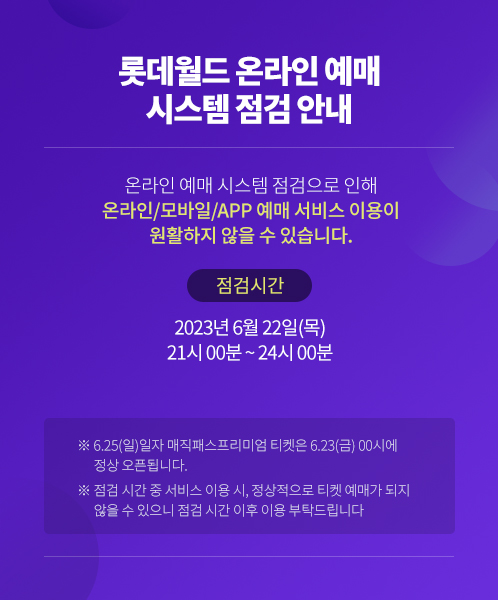 롯데월드 온라인 예매
시스템 점검 안내
온라인 예매 시스템 점검으로 인해
온라인/모바일/APP 예매 서비스 이용이
원활하지 않을 수 있습니다.
점검시간
2023년 6월 22일(목)
21시 00분 ~ 24시 00분
※ 6.25(일)일자 매직패스프리미엄 티켓은 6.23(금) 00시에
정상 오픈됩니다.
※ 점검 시간 중 서비스 이용 시, 정상적으로 티켓 예매가 되지
않을 수 있으니 점검 시간 이후 이용 부탁드립니다